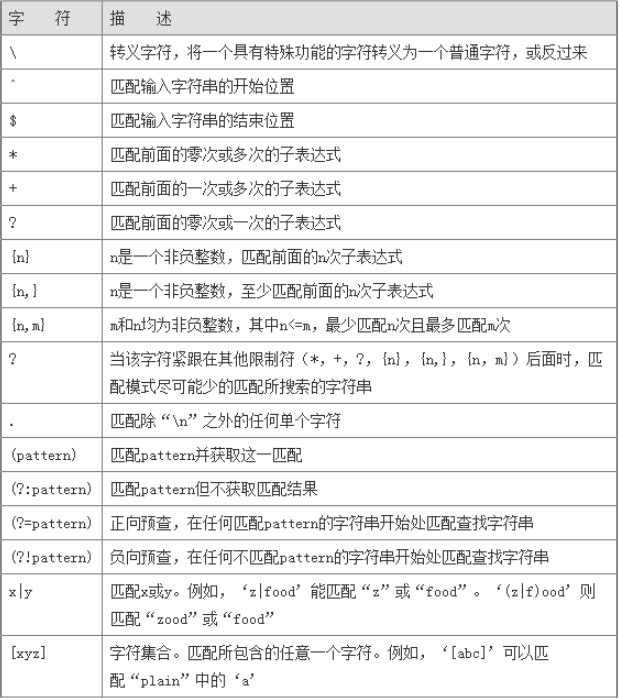 字 符 描 述
\ 转义字符，将一个具有特殊功能的字符转义为一个普通字符，或反过来
^ 匹配输入字符串的开始位置
$ 匹配输入字符串的结束位置
* 匹配前面的零次或多次的子表达式
+ 匹配前面的一次或多次的子表达式
? 匹配前面的零次或一次的子表达式
{n} n是一个非负整数，匹配前面的n次子表达式
{n,} n是一个非负整数，至少匹配前面的n次子表达式
{n,m} m和n均为非负整数，其中n<=m，最少匹配n次且最多匹配m次
? 当该字符紧跟在其他限制符（*，+，?，{n}，{n,}，{n，m}）后面时，匹
配模式尽可能少的匹配所搜索的字符串
. 匹配除“\n”之外的任何单个字符
(pattern) 匹配pattern并获取这一匹配
(?:pattern) 匹配pattern但不获取匹配结果
(?=pattern) 正向预查，在任何匹配pattern的字符串开始处匹配查找字符串
(?!pattern) 负向预查，在任何不匹配pattern的字符串开始处匹配查找字符串
x|y 匹配x或y。例如，‘z|food’能匹配“z”或“food”。‘(z|f)ood’则
匹配“zood”或“food”
[xyz] 字符集合。匹配所包含的任意一个字符。例如，‘[abc]’可以匹
配“plain”中的‘a’